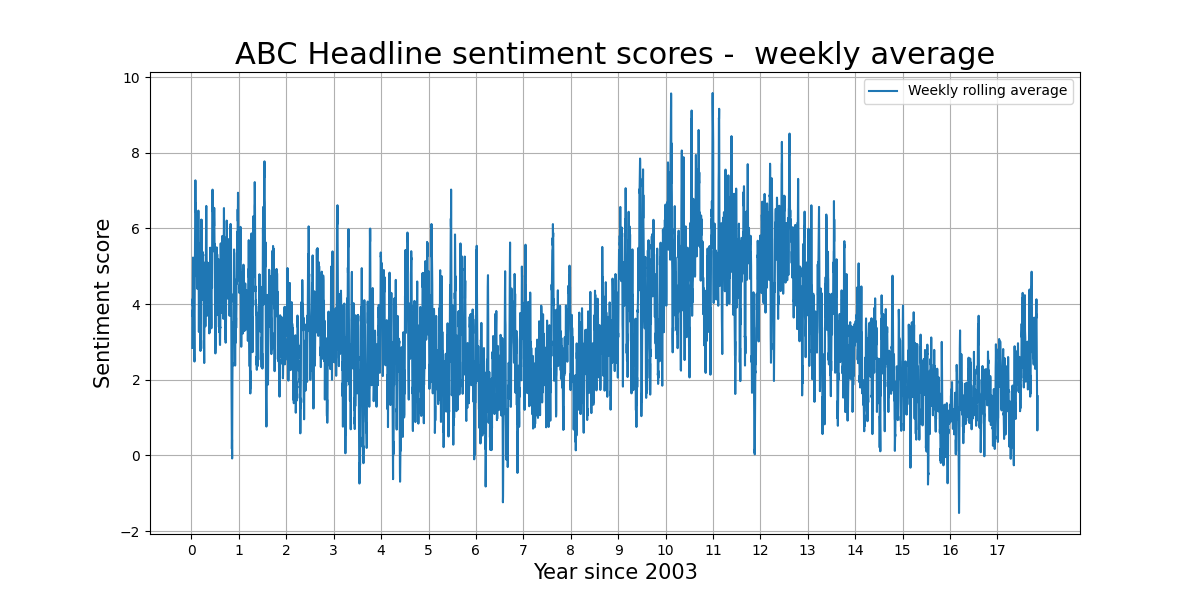 ABC Headline sentiment scores -  weekly average
Weekly rolling average
Sentiment score
10
8
6
4
2
0
−2
0 1 2 3 4 5 6 7 8 9 10 11 12 13 14 15 16 17
Year since 2003